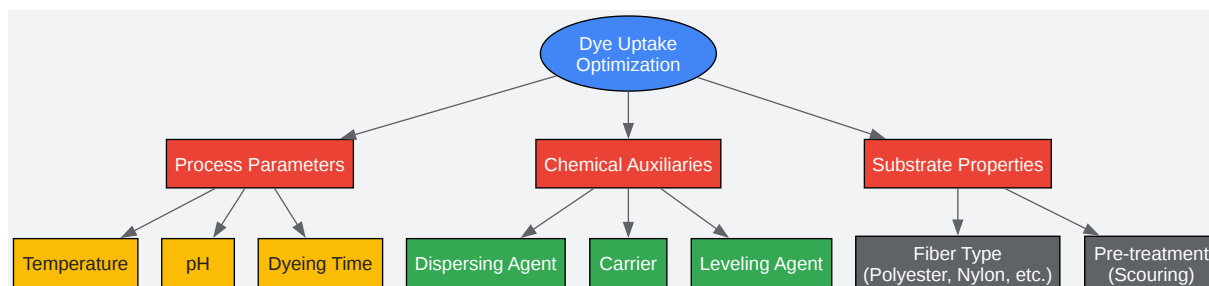 Dye Uptake
Optimization
Process Parameters
Chemical Auxiliaries
Substrate Properties
Temperature
pH
Dyeing Time
Dispersing Agent
Carrier
Leveling Agent
Fiber Type
(Polyester, Nylon, etc.)
Pre-treatment
(Scouring)